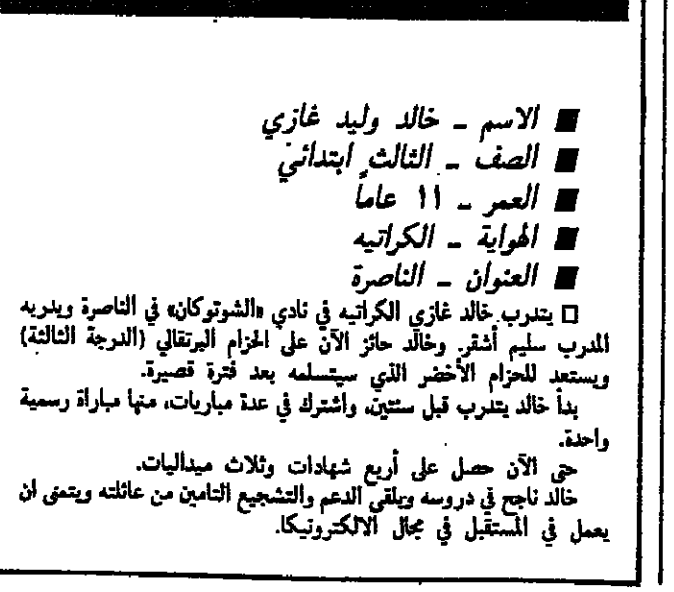 ■ الاسم ـ خالد وليد غازي
■ الصف ـ الثالث ابتدائي
■ العمر ـ ١١ عاماً
■ الهواية ـ الكراتيه
■ العنوان ـ الناصرة
□ يتدرب خالد غازي الكراتيه في نادي «الشوتوكان» في الناصرة ويدربه
المدرب سليم أشقر. وخالد حائز الآن على الحزام البرتقالي (الدرجة الثالثة)
ويستعد للحزام الأخضر الذي سيتسلمه بعد فترة قصيرة.
بدأ خالد يتدرب قبل سنتين، واشترك في عدة مباريات، منها مباراة رسمية
واحدة.
حتى الآن حصل على أربع شهادات وثلاث ميداليات.
خالد ناجح في دروسه ويلقى الدعم والتشجيع التامين من عائلته ويتمنى ان
يعمل في المستقبل في مجال الالكترونيكا.